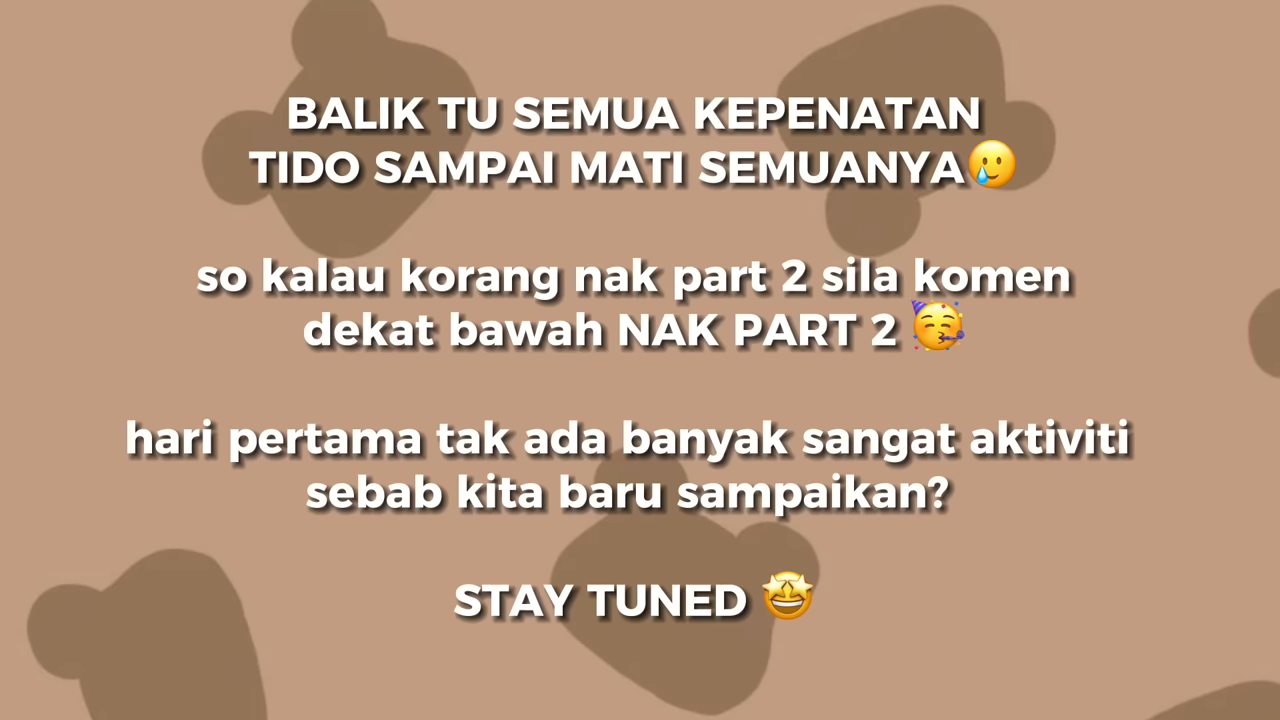 BALIK TU SEMUA KEPENATAN
TIDO SAMPAI MATI SEMUANYA🥲
so kalau korang nak part 2 sila komen
dekat bawah NAK PART 2 🥳
hari pertama tak ada banyak sangat aktiviti
sebab kita baru sampaikan?
STAY TUNED 🤩